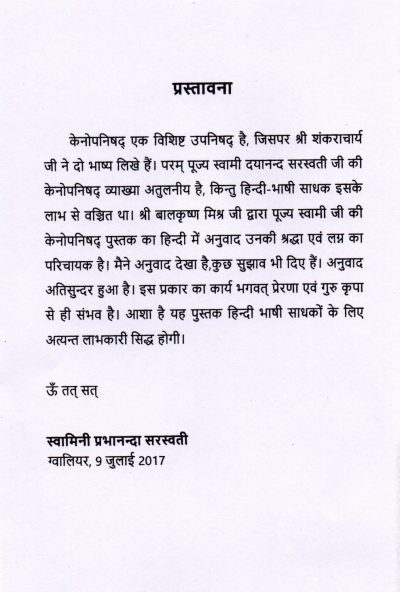 प्रस्तावना
केनोपनिषद् एक विशिष्ट उपनिषद् है, जिसपर श्री शंकराचार्य
जी ने दो भाष्य लिखे हैं। परम् पूज्य स्वामी दयानन्द सरस्वती जी की
केनोपनिषद् व्याख्या अतुलनीय है, किन्तु हिन्दी-भाषी साधक इसके
लाभ से वञ्चित था। श्री बालकृष्ण मिश्र जी द्वारा पूज्य स्वामी जी की
केनोपनिषद् पुस्तक का हिन्दी में अनुवाद उनकी श्रद्धा एवं लग्न का
परिचायक है। मैने अनुवाद देखा है,कुछ सुझाव भी दिए हैं। अनुवाद
अतिसुन्दर हुआ है। इस प्रकार का कार्य भगवत् प्रेरणा एवं गुरु कृपा
से ही संभव है। आशा है यह पुस्तक हिन्दी भाषी साधकों के लिए
अत्यन्त लाभकारी सिद्ध होगी।
ऊँ तत् सत्
स्वामिनी प्रभानन्दा सरस्वती
ग्वालियर, 9 जुलाई 2017